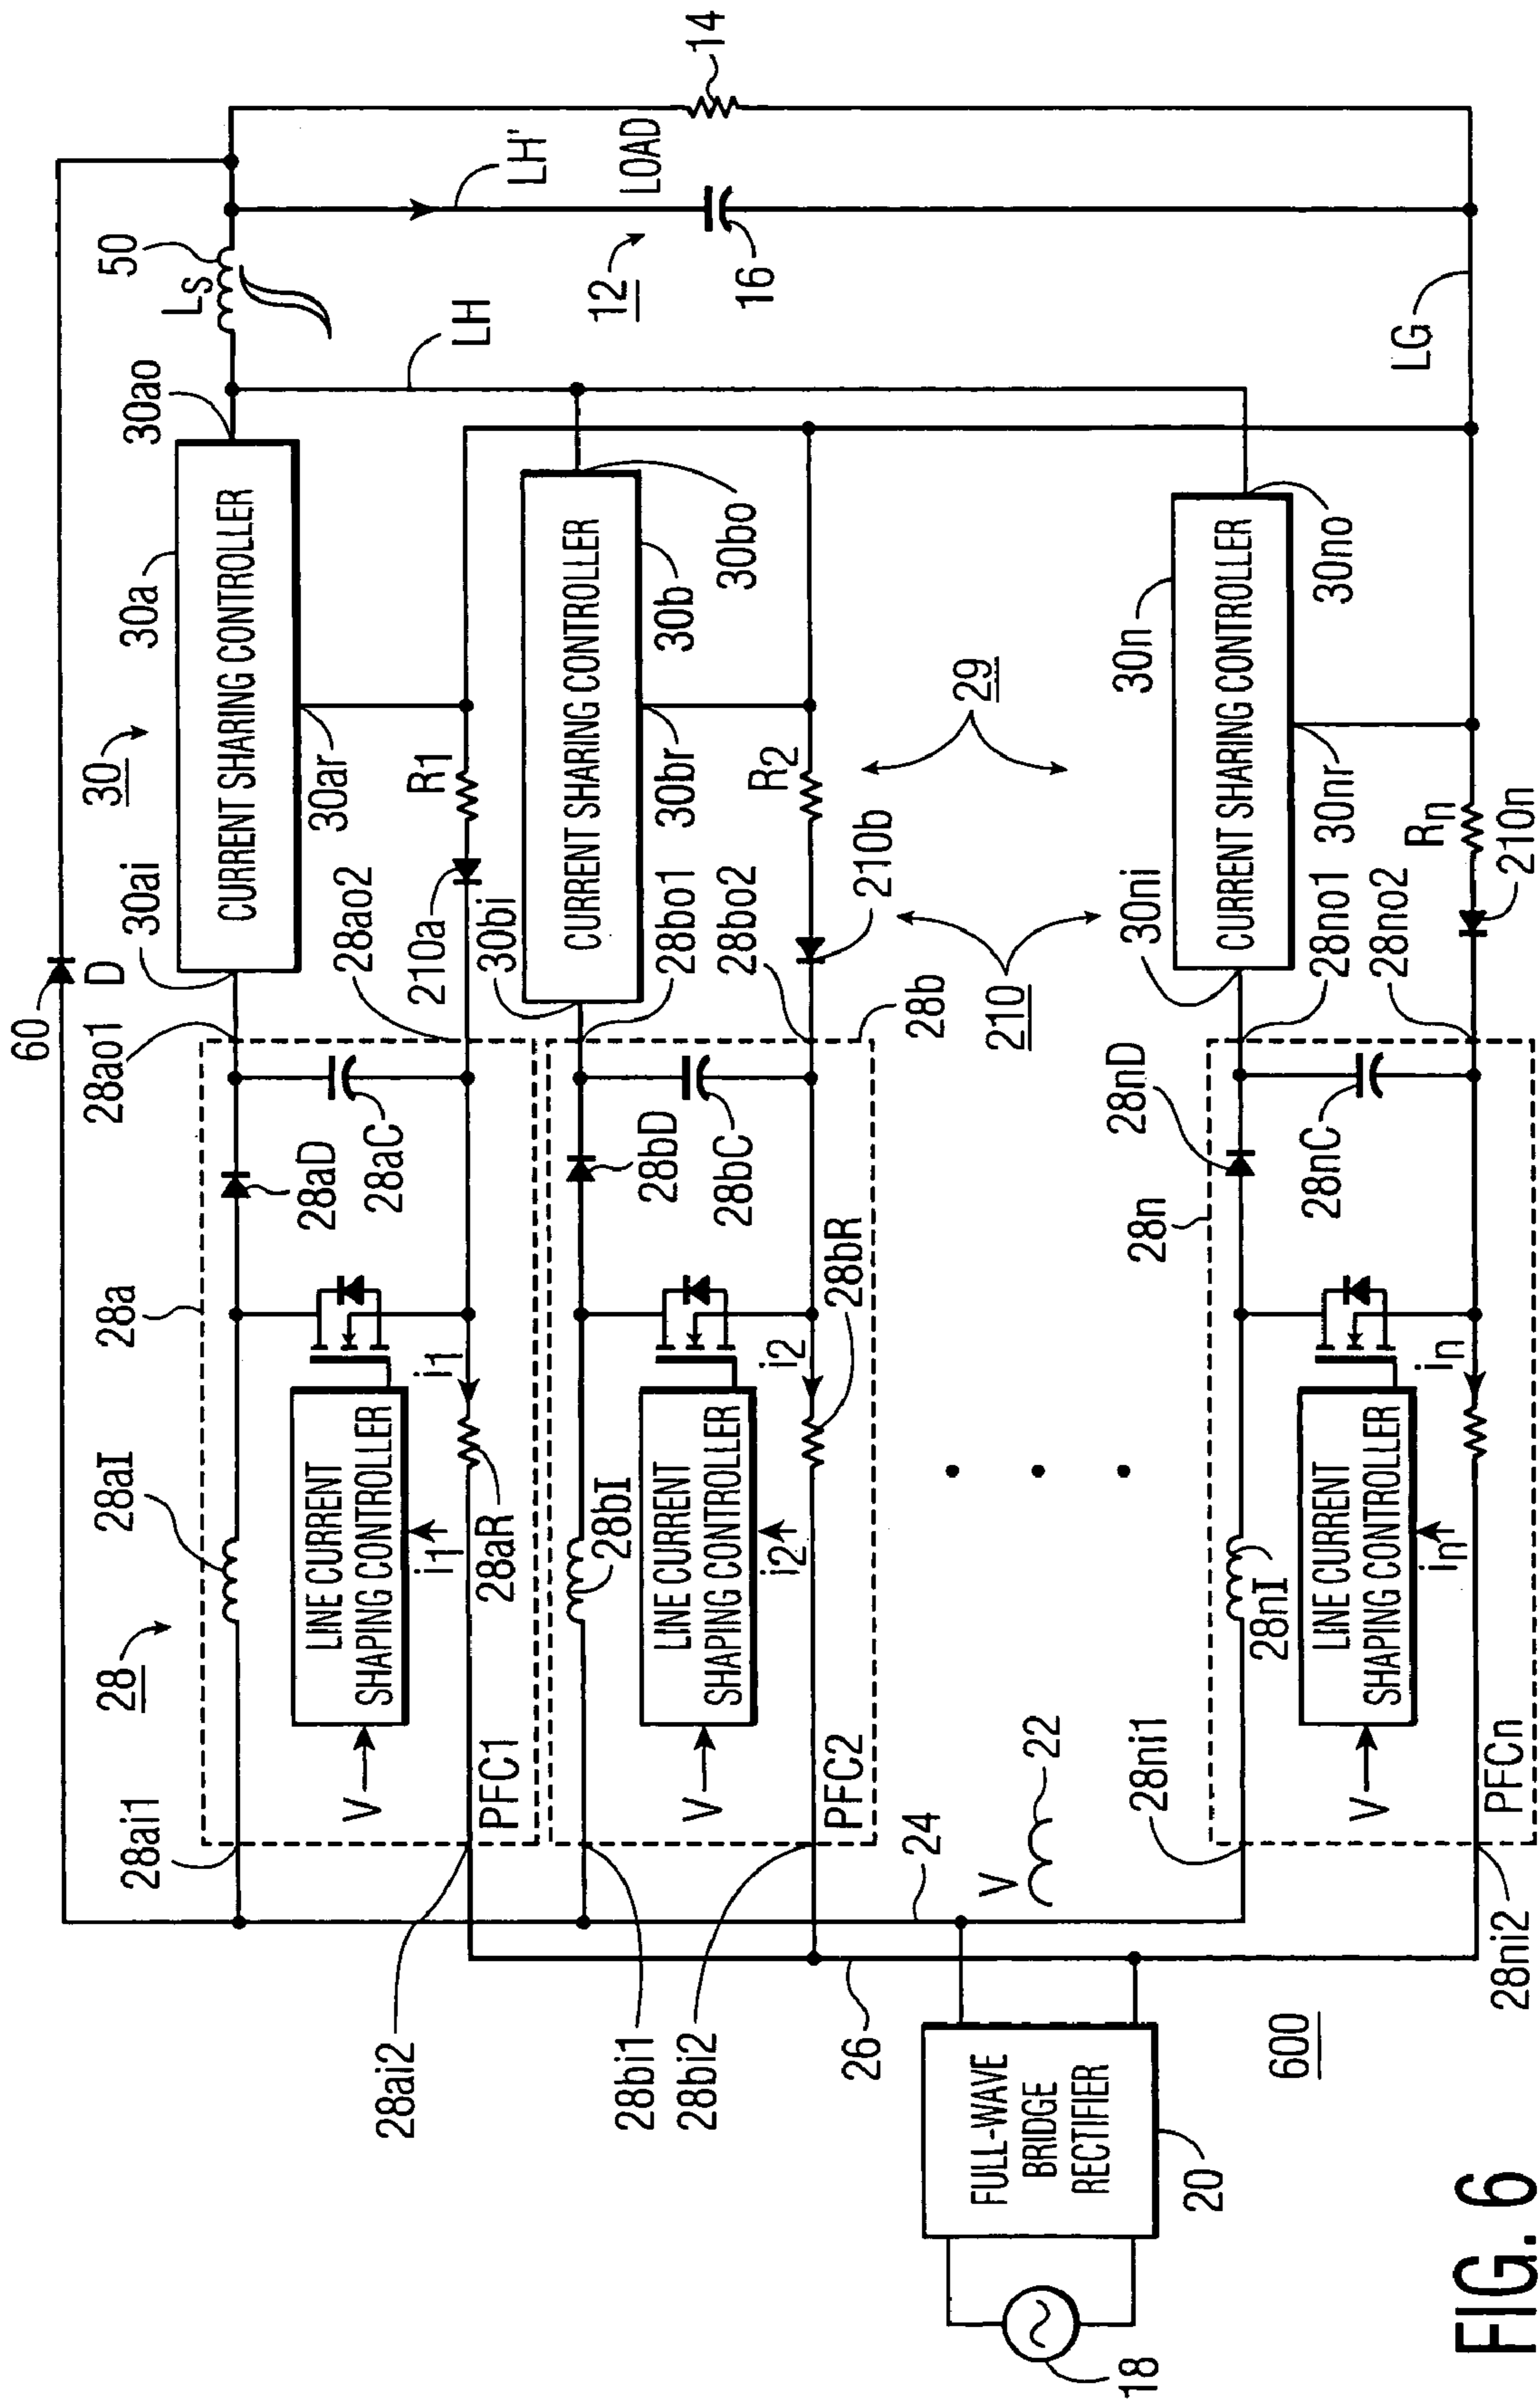 60
D
28
28aI
28a
28ao1
30ai
30
30a
30ao
LS
50
14
28ai1
28aD
28aC
CURRENT SHARING CONTROLLER
LH
LH'
LINE CURRENT
SHAPING CONTROLLER
V
i1
i1
28aR
PFC1
28ai2
28ao2
210a
R1
30ar
12
LOAD
16
28bI
28bD
28bC
30bi
28bo1
CURRENT SHARING CONTROLLER
30bo
30b
LINE CURRENT
SHAPING CONTROLLER
V
i2
i2
28bR
PFC2
28bi1
28bi2
28b
28bo2
210b
R2
30br
210
29
18
FULL-WAVE
BRIDGE
RECTIFIER
20
26
24
V
22
28ni1
28nI
28n
28nD
28nC
30ni
28no1
28no2
CURRENT SHARING CONTROLLER
30n
30no
LINE CURRENT
SHAPING CONTROLLER
V
in
in
PFCn
28ni2
210n
Rn
30nr
LG
600
FIG. 6